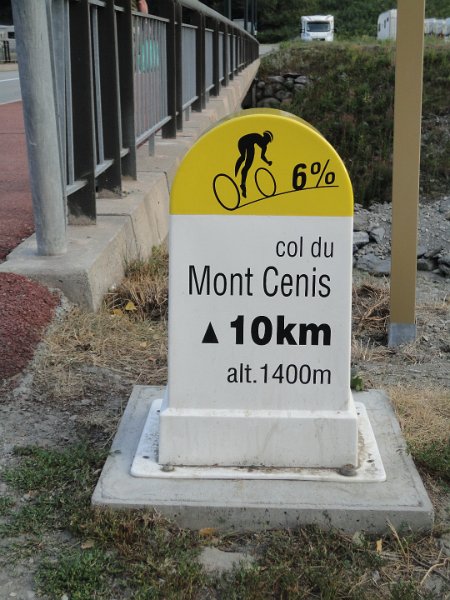 6%
col du
Mont Cenis
▲ 10km
alt.1400m